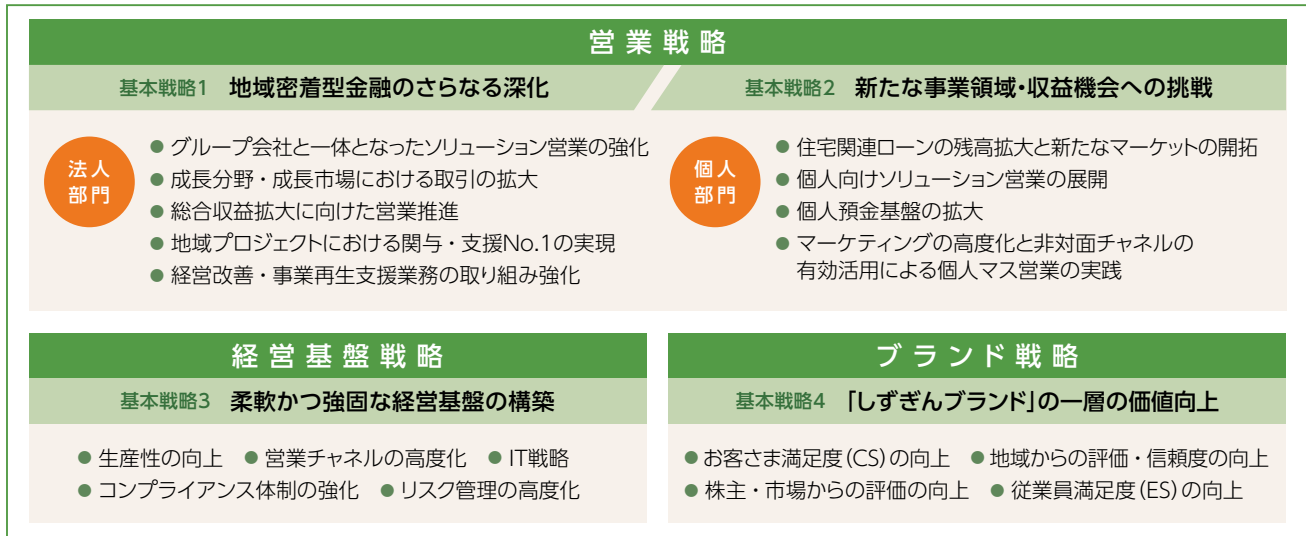 営業戦略
基本戦略1 地域密着型金融のさらなる深化
基本戦略2 新たな事業領域・収益機会への挑戦
法人
部門
● グループ会社と一体となったソリューション営業の強化
● 成長分野・成長市場における取引の拡大
● 総合収益拡大に向けた営業推進
● 地域プロジェクトにおける関与・支援No.1の実現
● 経営改善・事業再生支援業務の取り組み強化
個人
部門
● 住宅関連ローンの残高拡大と新たなマーケットの開拓
● 個人向けソリューション営業の展開
● 個人預金基盤の拡大
● マーケティングの高度化と非対面チャネルの
有効活用による個人マス営業の実践
経営基盤戦略
基本戦略3 柔軟かつ強固な経営基盤の構築
● 生産性の向上 ● 営業チャネルの高度化 ● IT戦略
● コンプライアンス体制の強化 ● リスク管理の高度化
ブランド戦略
基本戦略4 「しずぎんブランド」の一層の価値向上
● お客さま満足度(CS)の向上 ● 地域からの評価・信頼度の向上
● 株主・市場からの評価の向上 ● 従業員満足度(ES)の向上